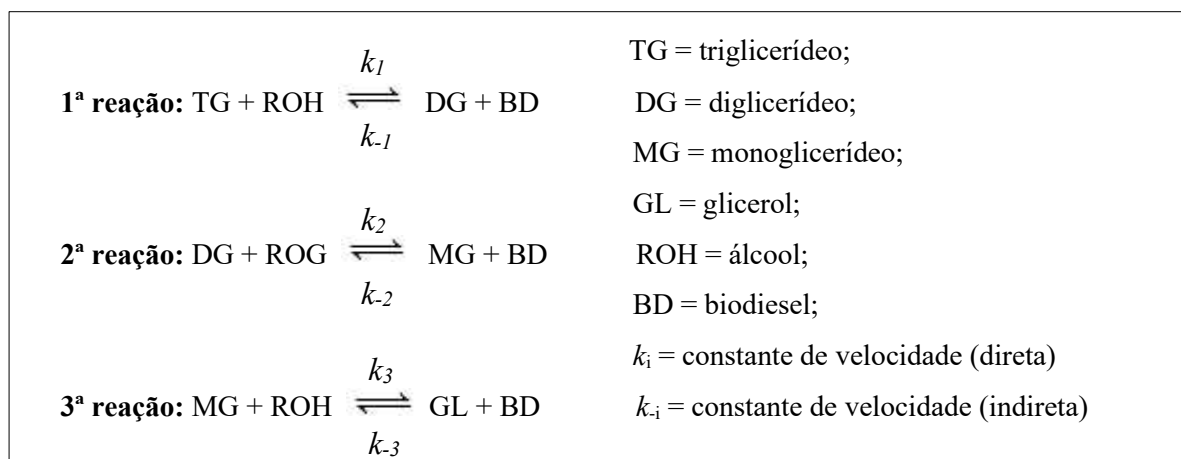 k1
TG = triglicerídeo;
1ª reação: TG + ROH ⇌ DG + BD
DG = diglicerídeo;
k-1
MG = monoglicerídeo;
k2
GL = glicerol;
2ª reação: DG + ROG ⇌ MG + BD
ROH = álcool;
k-2
BD = biodiesel;
k3
ki = constante de velocidade (direta)
3ª reação: MG + ROH ⇌ GL + BD
k-i = constante de velocidade (indireta)
k-3